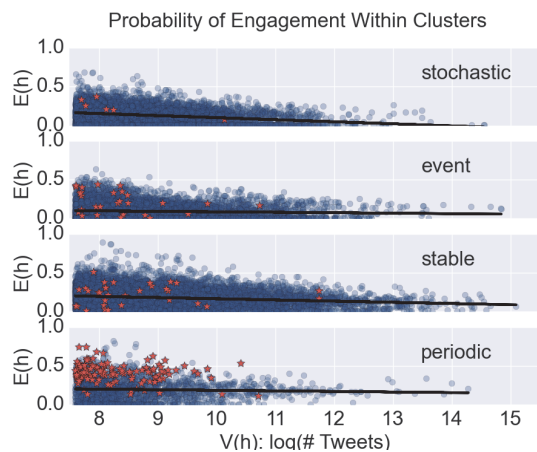 Probability of Engagement Within Clusters
1.0
E(h)
0.5
stochastic
0.0
1.0
E(h)
0.5
event
0.0
1.0
E(h)
0.5
stable
0.0
1.0
E(h)
0.5
periodic
0.0
8 9 10 11 12 13 14 15
V(h): log(# Tweets)